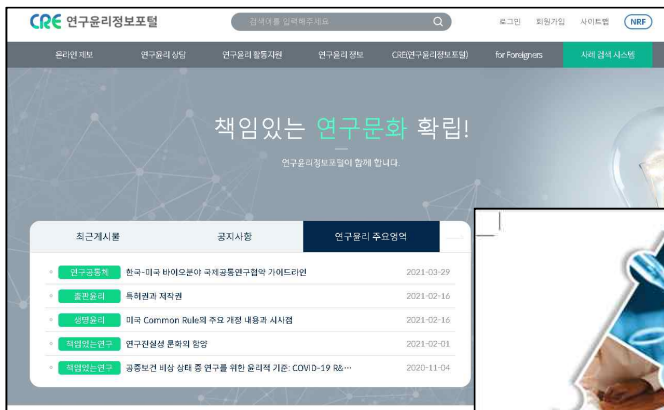 CRE 연구윤리정보포털
검색어를 입력해주세요
로그인 회원가입 사이트맵 NRF
온라인 제보 연구윤리 상담 연구윤리 활동지원 연구윤리 정보 CRE(연구윤리정보포털) for Foreigners 사례 검색 시스템
책임있는 연구문화 확립!
연구윤리정보포털이 함께 합니다.
최근게시물 공지사항 연구윤리 주요영역
연구공동체 한국-미국 바이오분야 국제공동연구협약 가이드라인 2021-03-29
출판윤리 특허권과 저작권 2021-02-16
생명윤리 미국 Common Rule의 주요 개정 내용과 시사점 2021-02-16
책임있는연구 연구진실성 문화의 함양 2021-02-01
책임있는연구 공중보건 비상 상태 중 연구를 위한 윤리적 기준: COVID-19 R&··· 2020-11-04